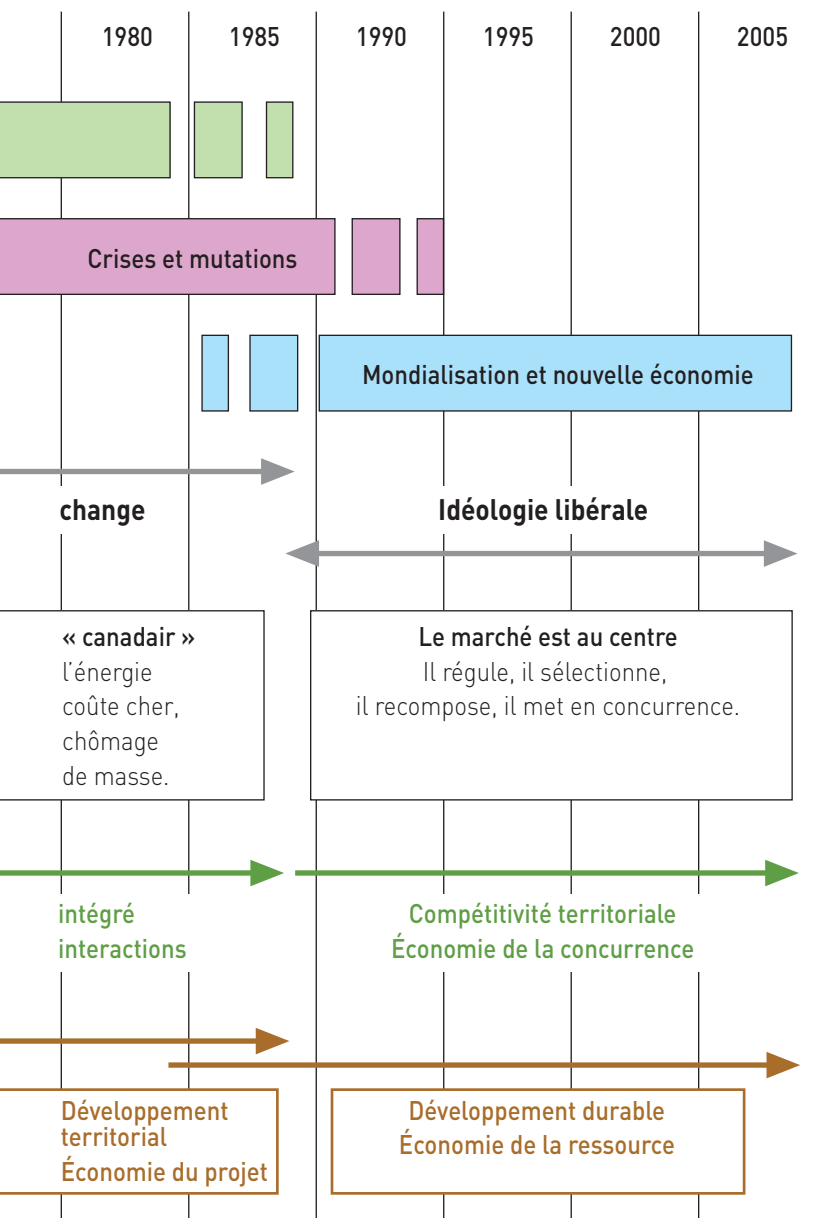 1980 1985 1990 1995 2000 2005
Crises et mutations
Mondialisation et nouvelle économie
change
Idéologie libérale
« canadair »
l'énergie
coûte cher,
chômage
de masse.
Le marché est au centre
Il régule, il sélectionne,
il recompose, il met en concurrence.
intégré
interactions
Compétitivité territoriale
Économie de la concurrence
Développement
territorial
Économie du projet
Développement durable
Économie de la ressource